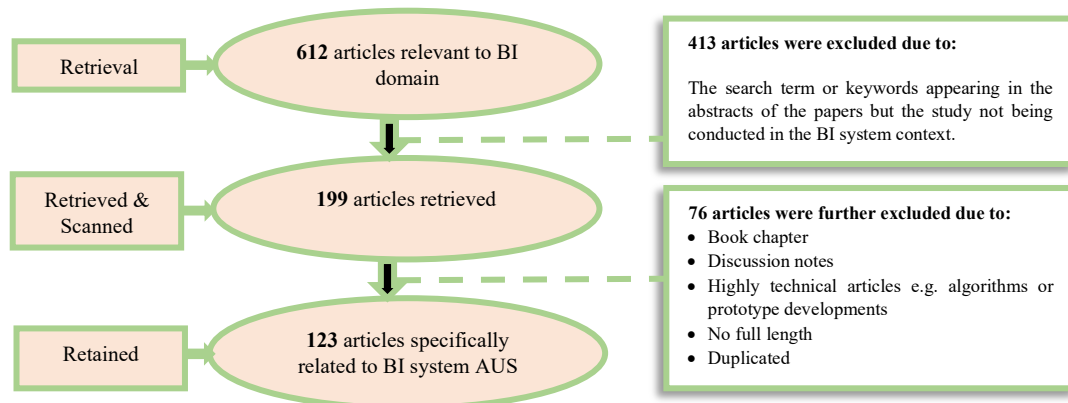 Retrieval
612 articles relevant to BI
domain
413 articles were excluded due to:
The search term or keywords appearing in the
abstracts of the papers but the study not being
conducted in the BI system context.
Retrieved &
Scanned
199 articles retrieved
76 articles were further excluded due to:
• Book chapter
• Discussion notes
• Highly technical articles e.g. algorithms or
prototype developments
• No full length
• Duplicated
Retained
123 articles specifically
related to BI system AUS